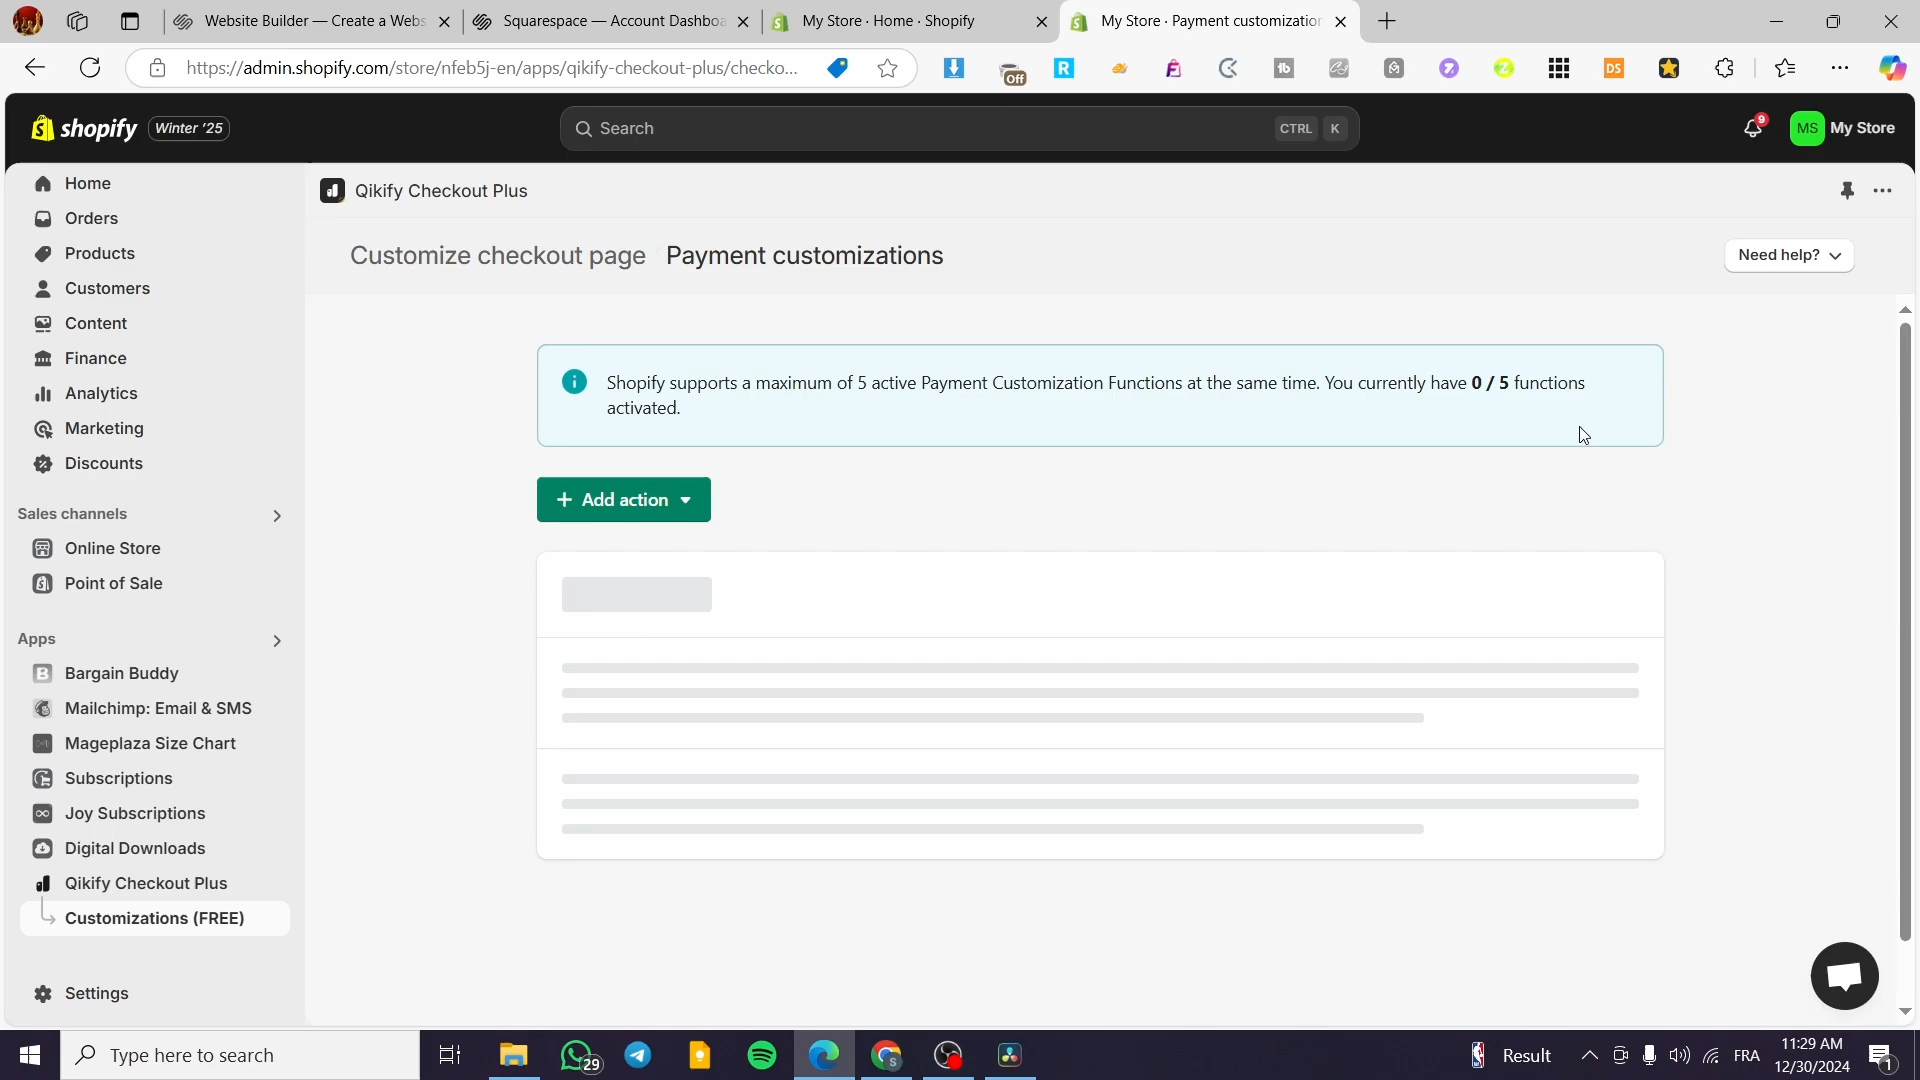 Website Builder — Create a Webs
Squarespace — Account Dashboa
My Store · Home · Shopify
My Store · Payment customization
https://admin.shopify.com/store/nfeb5j-en/apps/qikify-checkout-plus/checko...
Off
R
tb
DS
shopify
Winter '25
Search
CTRL K
9
MS
My Store
Home
Orders
Products
Customers
Content
Finance
Analytics
Marketing
Discounts
Sales channels
Online Store
Point of Sale
Apps
Bargain Buddy
Mailchimp: Email & SMS
Mageplaza Size Chart
Subscriptions
Joy Subscriptions
Digital Downloads
Qikify Checkout Plus
Customizations (FREE)
Settings
Qikify Checkout Plus
Customize checkout page
Payment customizations
Need help?
Shopify supports a maximum of 5 active Payment Customization Functions at the same time. You currently have 0 / 5 functions
activated.
+ Add action
Type here to search
29
Result
FRA
11:29 AM
12/30/2024
1